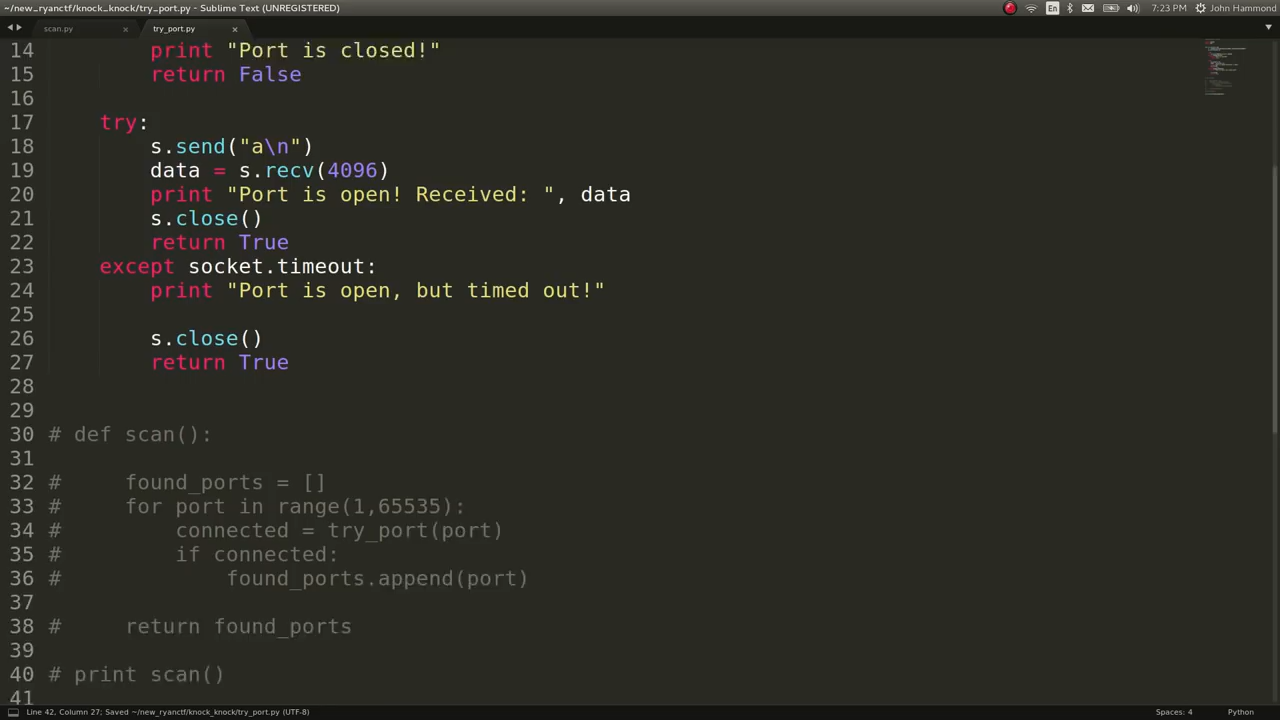 ~/new_ryanctf/knock_knock/try_port.py - Sublime Text (UNREGISTERED)
En
7:23 PM
John Hammond
scan.py
try_port.py
14 print "Port is closed!"
15 return False
16
17 try:
18 s.send("a\n")
19 data = s.recv(4096)
20 print "Port is open! Received: ", data
21 s.close()
22 return True
23 except socket.timeout:
24 print "Port is open, but timed out!"
25
26 s.close()
27 return True
28
29
30 # def scan():
31
32 # found_ports = []
33 # for port in range(1,65535):
34 # connected = try_port(port)
35 # if connected:
36 # found_ports.append(port)
37
38 # return found_ports
39
40 # print scan()
41
Line 42, Column 27; Saved ~/new_ryanctf/knock_knock/try_port.py (UTF-8)
Spaces: 4
Python